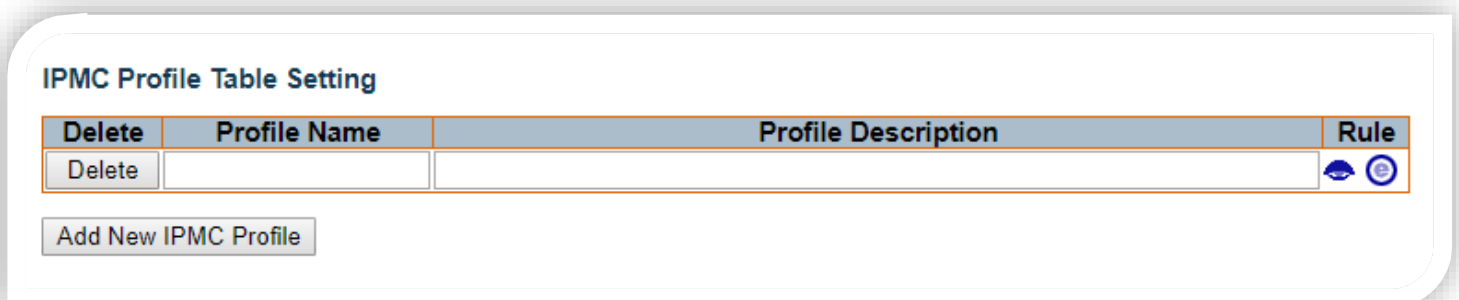 IPMC Profile Table Setting
Delete Profile Name Profile Description Rule
Delete e
Add New IPMC Profile